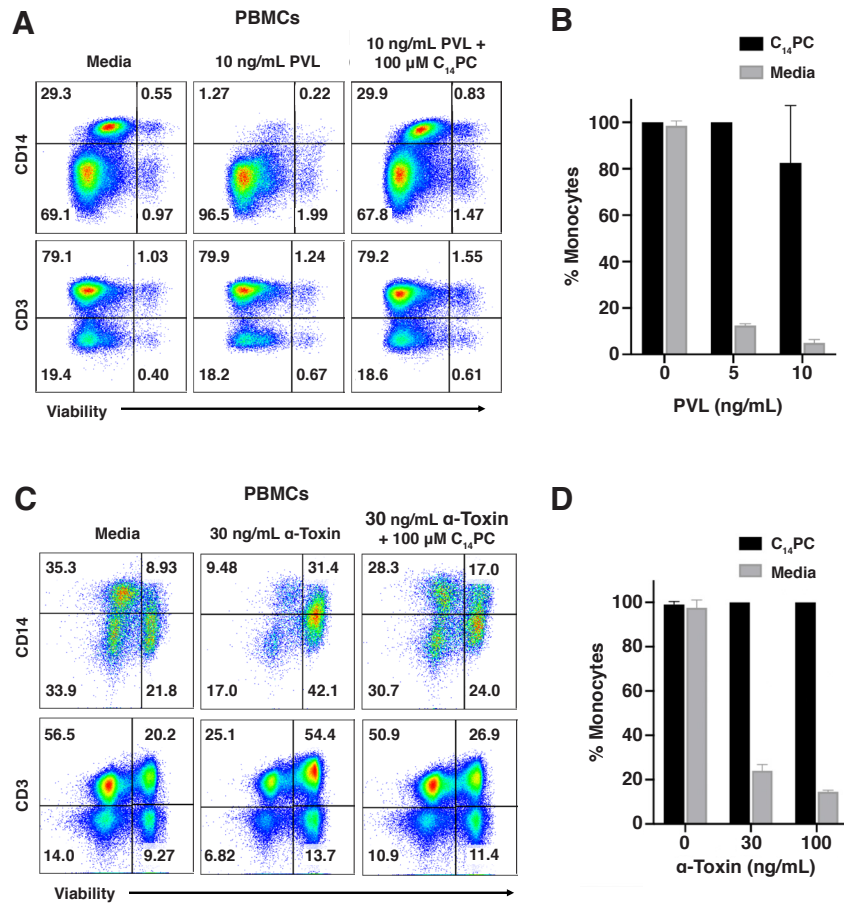 A
PBMCs
Media
10 ng/mL PVL
10 ng/mL PVL +
100 µM C₁₄PC
29.3 0.55
1.27 0.22
29.9 0.83
CD14
69.1 0.97
96.5 1.99
67.8 1.47
79.1 1.03
79.9 1.24
79.2 1.55
CD3
19.4 0.40
18.2 0.67
18.6 0.61
Viability
B
C₁₄PC
Media
% Monocytes
100
80
60
40
20
0
0 5 10
PVL (ng/mL)
C
PBMCs
Media
30 ng/mL α-Toxin
30 ng/mL α-Toxin
+ 100 µM C₁₄PC
35.3 8.93
9.48 31.4
28.3 17.0
CD14
33.9 21.8
17.0 42.1
30.7 24.0
56.5 20.2
25.1 54.4
50.9 26.9
CD3
14.0 9.27
6.82 13.7
10.9 11.4
Viability
D
C₁₄PC
Media
% Monocytes
100
80
60
40
20
0
0 30 100
α-Toxin (ng/mL)